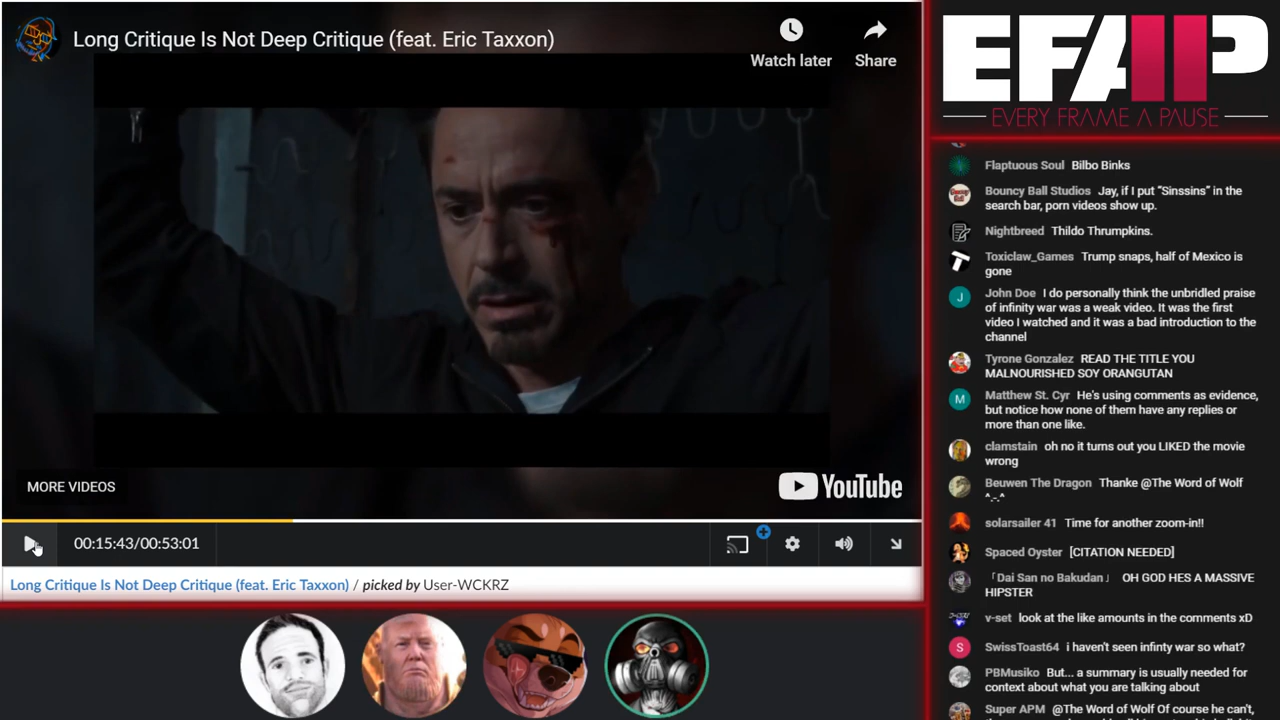 Long Critique Is Not Deep Critique (feat. Eric Taxxon)
Watch later
Share
MORE VIDEOS
YouTube
00:15:43/00:53:01
Long Critique Is Not Deep Critique (feat. Eric Taxxon) / picked by User-WCKRZ
EFAP
EVERY FRAME A PAUSE
Flaptuous Soul Bilbo Binks
Bouncy Ball Studios Jay, if I put “Sinssins” in the
search bar, porn videos show up.
Nightbreed Thildo Thrumpkins.
Toxiclaw_Games Trump snaps, half of Mexico is
gone
J
John Doe I do personally think the unbridled praise
of infinity war was a weak video. It was the first
video I watched and it was a bad introduction to the
channel
Tyrone Gonzalez READ THE TITLE YOU
MALNOURISHED SOY ORANGUTAN
M
Matthew St. Cyr He's using comments as evidence,
but notice how none of them have any replies or
more than one like.
clamstain oh no it turns out you LIKED the movie
wrong
Beuwen The Dragon Thanke @The Word of Wolf
^.-.^
solarsailer 41 Time for another zoom-in!!
Spaced Oyster [CITATION NEEDED]
「Dai San no Bakudan」 OH GOD HES A MASSIVE
HIPSTER
v-set look at the like amounts in the comments xD
S
SwissToast64 i haven't seen infinty war so what?
PBMusiko But... a summary is usually needed for
context about what you are talking about
Super APM @The Word of Wolf Of course he can't,